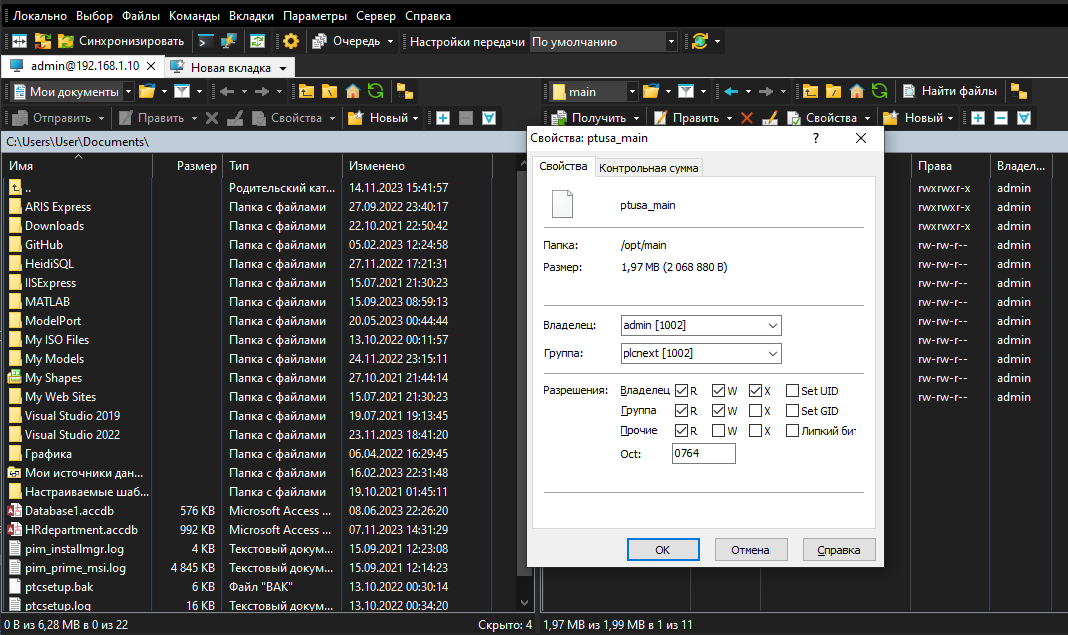 Локально Выбор Файлы Команды Вкладки Параметры Сервер Справка
Синхронизировать Очередь Настройки передачи По умолчанию
admin@192.168.1.10 Новая вкладка
Мои документы main Найти файлы
Отправить Править Свойства Новый Получить Править Свойства Новый
C:\Users\User\Documents\
Имя Размер Тип Изменено
.. Родительский кат... 14.11.2023 15:41:57
ARIS Express Папка с файлами 27.09.2022 23:40:17
Downloads Папка с файлами 22.10.2021 22:50:42
GitHub Папка с файлами 05.02.2023 12:24:58
HeidiSQL Папка с файлами 27.11.2022 17:21:31
IISExpress Папка с файлами 15.07.2021 21:30:23
MATLAB Папка с файлами 15.09.2023 08:59:13
ModelPort Папка с файлами 20.05.2023 00:44:44
My ISO Files Папка с файлами 13.10.2022 00:11:57
My Models Папка с файлами 24.11.2022 23:15:11
My Shapes Папка с файлами 27.10.2021 21:44:14
My Web Sites Папка с файлами 15.07.2021 21:30:23
Visual Studio 2019 Папка с файлами 19.07.2021 19:13:45
Visual Studio 2022 Папка с файлами 23.11.2023 18:41:20
Графика Папка с файлами 06.04.2022 16:29:45
Мои источники дан... Папка с файлами 16.02.2023 22:31:48
Настраиваемые шаб... Папка с файлами 19.10.2021 01:45:11
Database1.accdb 576 KB Microsoft Access ... 08.06.2023 22:26:20
HRdepartment.accdb 992 KB Microsoft Access ... 07.11.2023 14:31:29
pim_installmgr.log 4 KB Текстовый докум... 15.09.2021 12:23:08
pim_prime_msi.log 4 845 KB Текстовый докум... 15.09.2021 12:14:23
ptcsetup.bak 6 KB Файл "BAK" 13.10.2022 00:30:14
ptcsetup.log 16 KB Текстовый докум... 13.10.2022 00:34:20
Свойства: ptusa_main ?
Свойства Контрольная сумма
ptusa_main
Папка: /opt/main
Размер: 1,97 MB (2 068 880 B)
Владелец: admin [1002]
Группа: plcnext [1002]
Разрешения: Владелец R W X Set UID
Группа R W X Set GID
Прочие R W X Липкий бит
Oct: 0764
OK Отмена Справка
Права Владел...
rwxrwxr-x admin
rwxrwxr-x admin
rwxrwxr-x admin
rw-rw-r-- admin
rw-rw-r-- admin
rw-rw-r-- admin
rw-rw-r-- admin
rw-rw-r-- admin
rw-rw-r-- admin
rw-rw-r-- admin
rw-rw-r-- admin
rw-rw-r-- admin
0 B из 6,28 MB в 0 из 22 Скрыто: 4 1,97 MB из 1,99 MB в 1 из 11